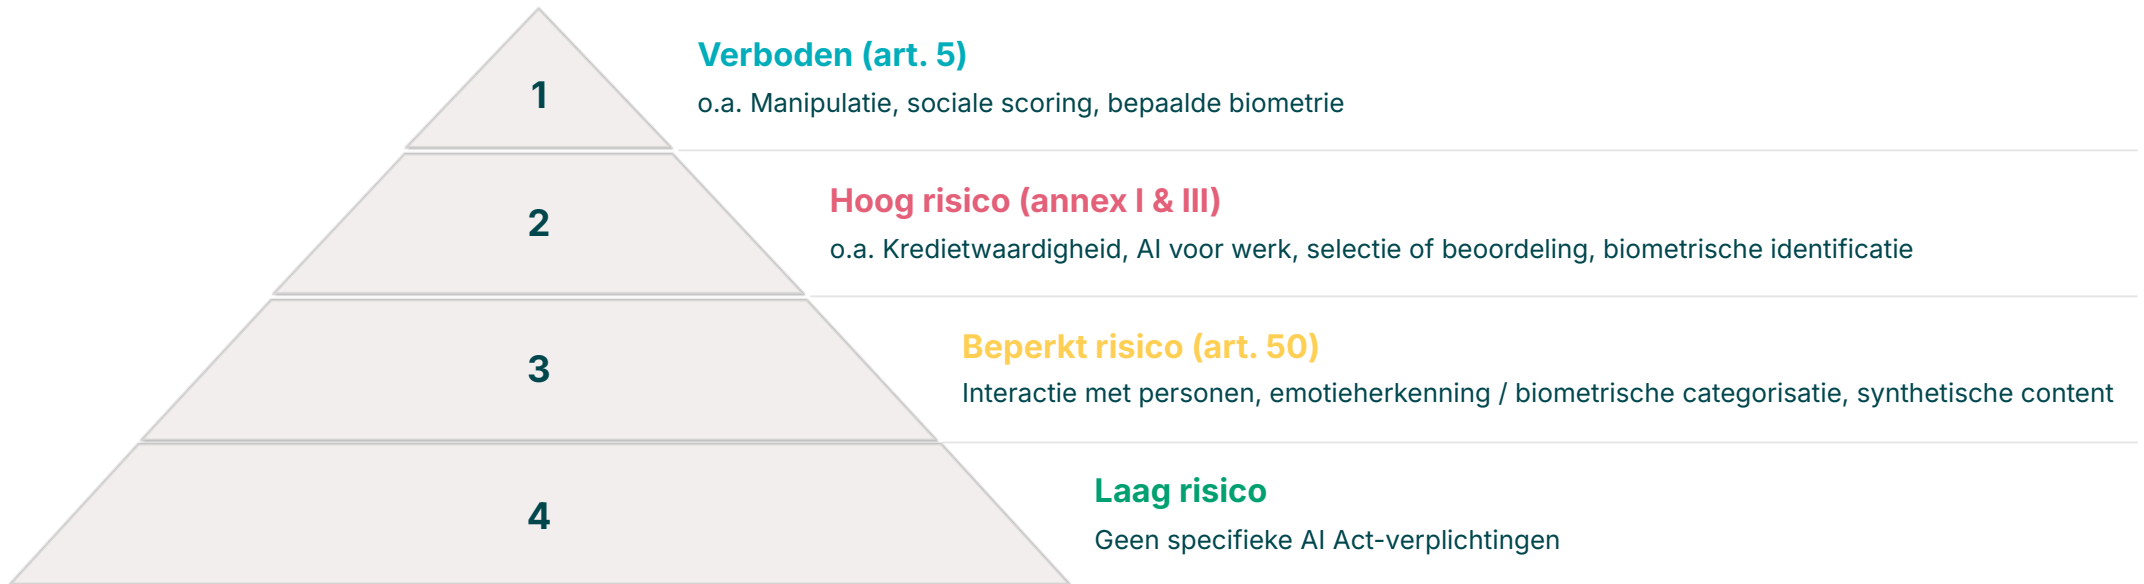 1
Verboden (art. 5)
o.a. Manipulatie, sociale scoring, bepaalde biometrie
2
Hoog risico (annex I & III)
o.a. Kredietwaardigheid, AI voor werk, selectie of beoordeling, biometrische identificatie
3
Beperkt risico (art. 50)
Interactie met personen, emotieherkenning / biometrische categorisatie, synthetische content
4
Laag risico
Geen specifieke AI Act-verplichtingen